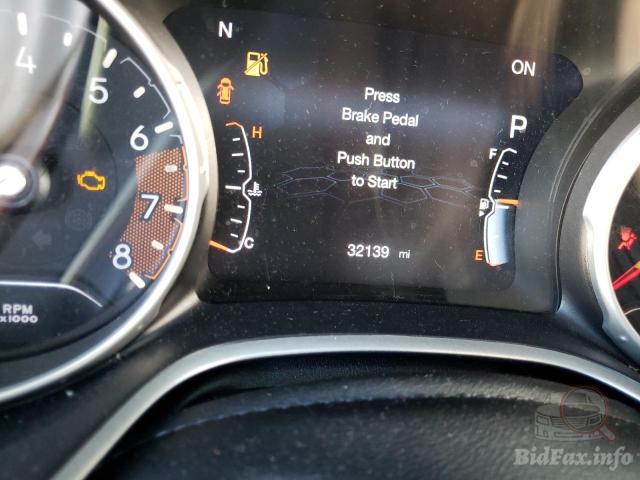 N
ON
4
5
6
7
8
RPM
x1000
H
C
Press
Brake Pedal
and
Push Button
to Start
32139 mi
P
F
E
BidFax.info